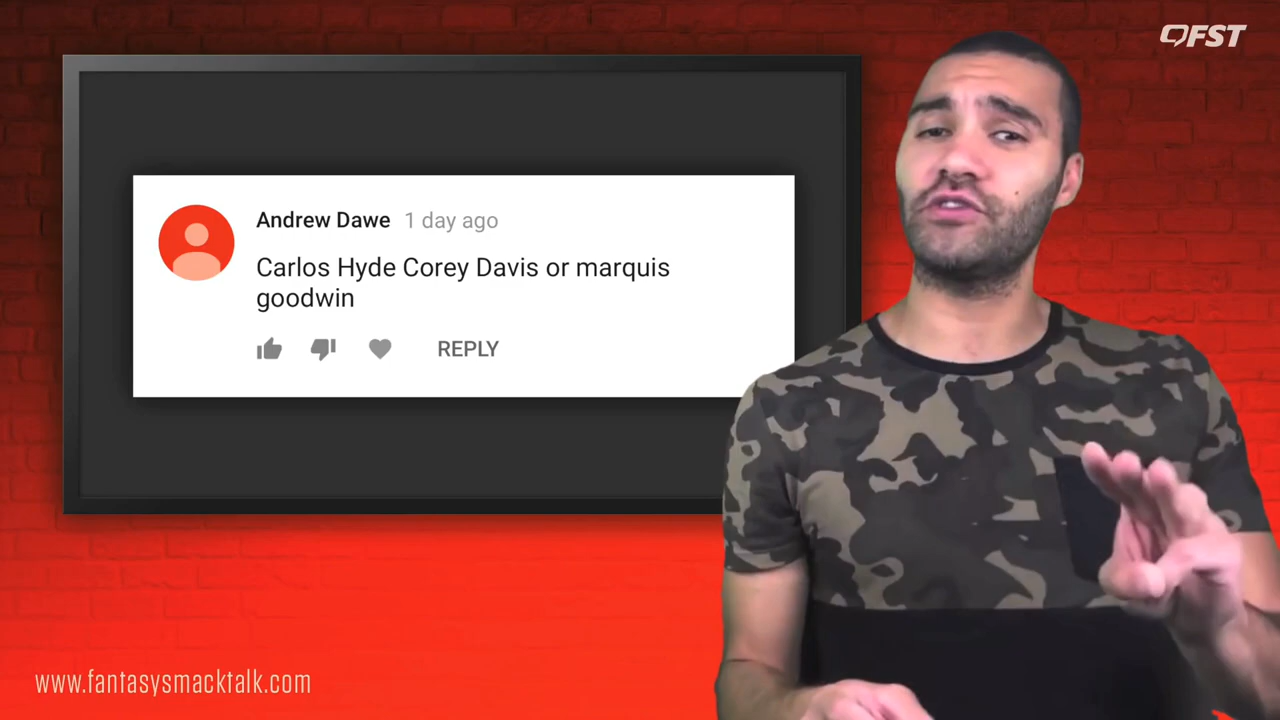 FST
Andrew Dawe 1 day ago
Carlos Hyde Corey Davis or marquis
goodwin
REPLY
www.fantasysmacktalk.com